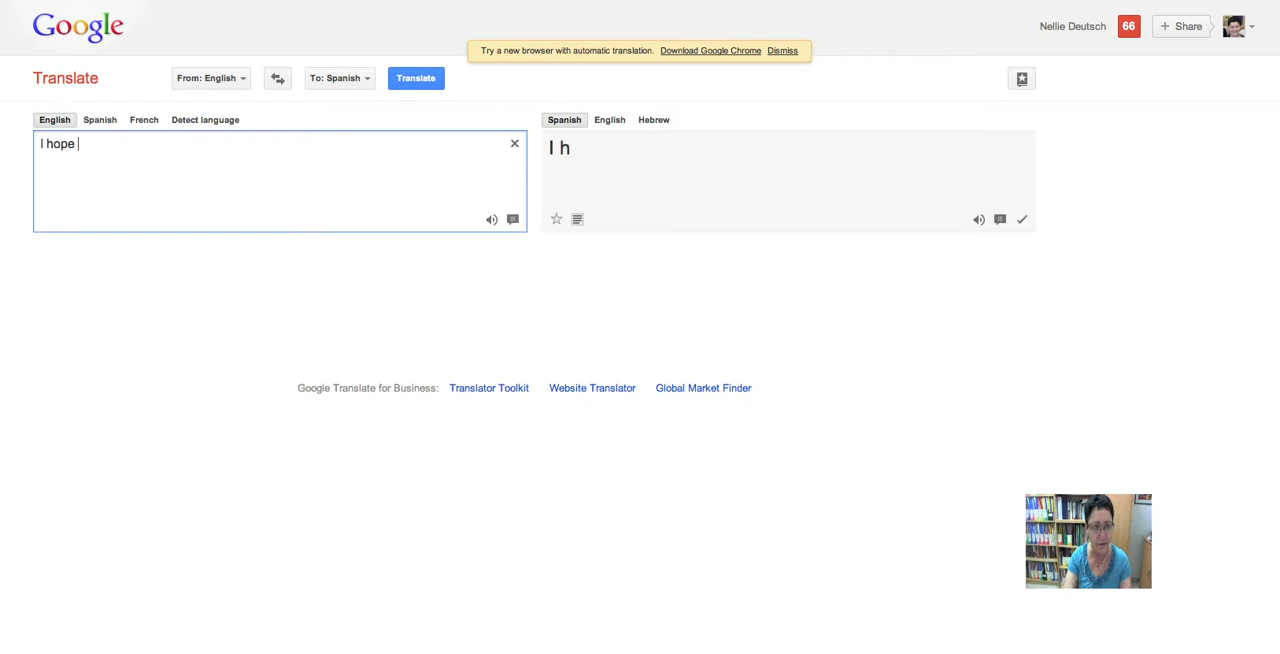 Google
Nellie Deutsch 66 + Share
Try a new browser with automatic translation. Download Google Chrome Dismiss
Translate From: English To: Spanish Translate
English Spanish French Detect language Spanish English Hebrew
I hope
I h
Google Translate for Business: Translator Toolkit Website Translator Global Market Finder